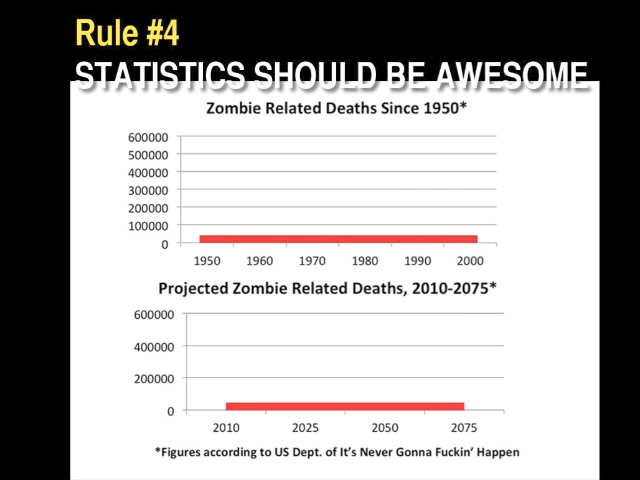 Rule #4
STATISTICS SHOULD BE AWESOME
Zombie Related Deaths Since 1950*
600000
500000
400000
300000
200000
100000
0
1950 1960 1970 1980 1990 2000
Projected Zombie Related Deaths, 2010-2075*
600000
400000
200000
0
2010 2025 2050 2075
*Figures according to US Dept. of It's Never Gonna Fuckin' Happen